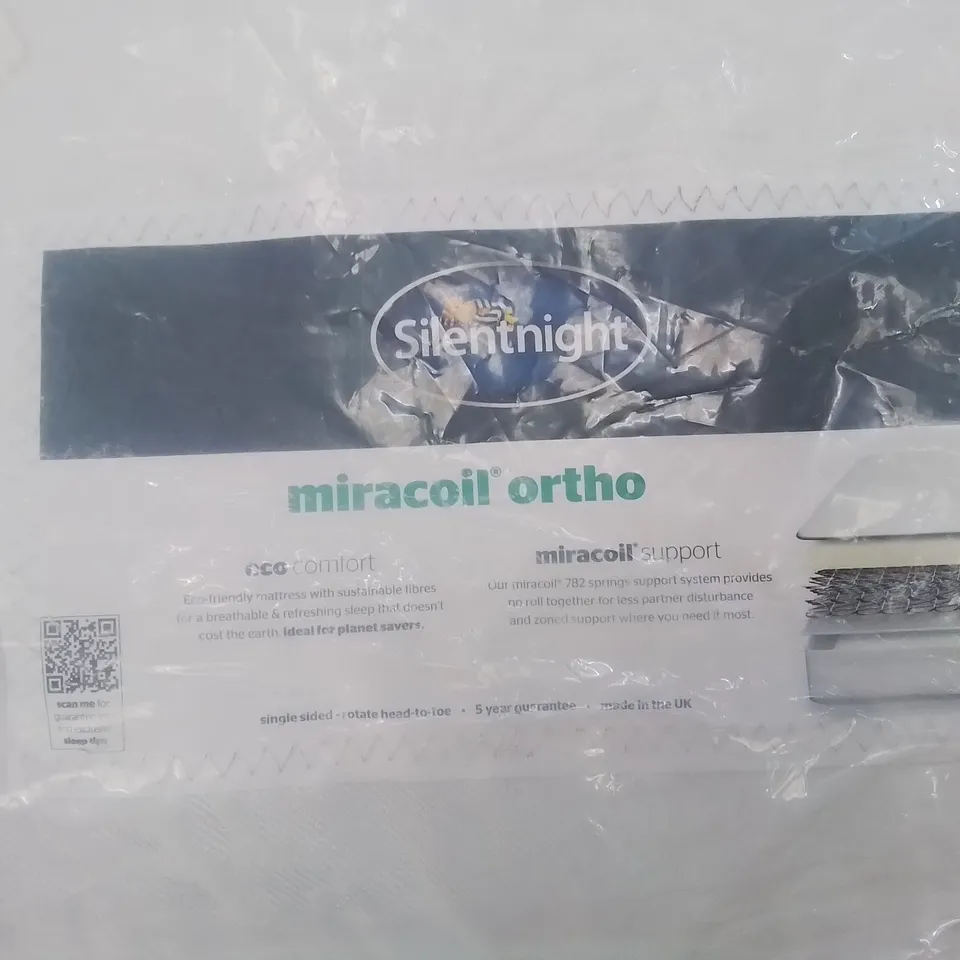 Silentnight
miracoil® ortho
eco comfort
Eco-friendly mattress with sustainable fibres
for a breathable & refreshing sleep that doesn't
cost the earth. Ideal for planet savers.
miracoil® support
Our miracoil® 782 springs support system provides
no roll together for less partner disturbance
and zoned support where you need it most.
scan me for
sleep tips
single sided - rotate head-to-toe • 5 year guarantee • made in the UK